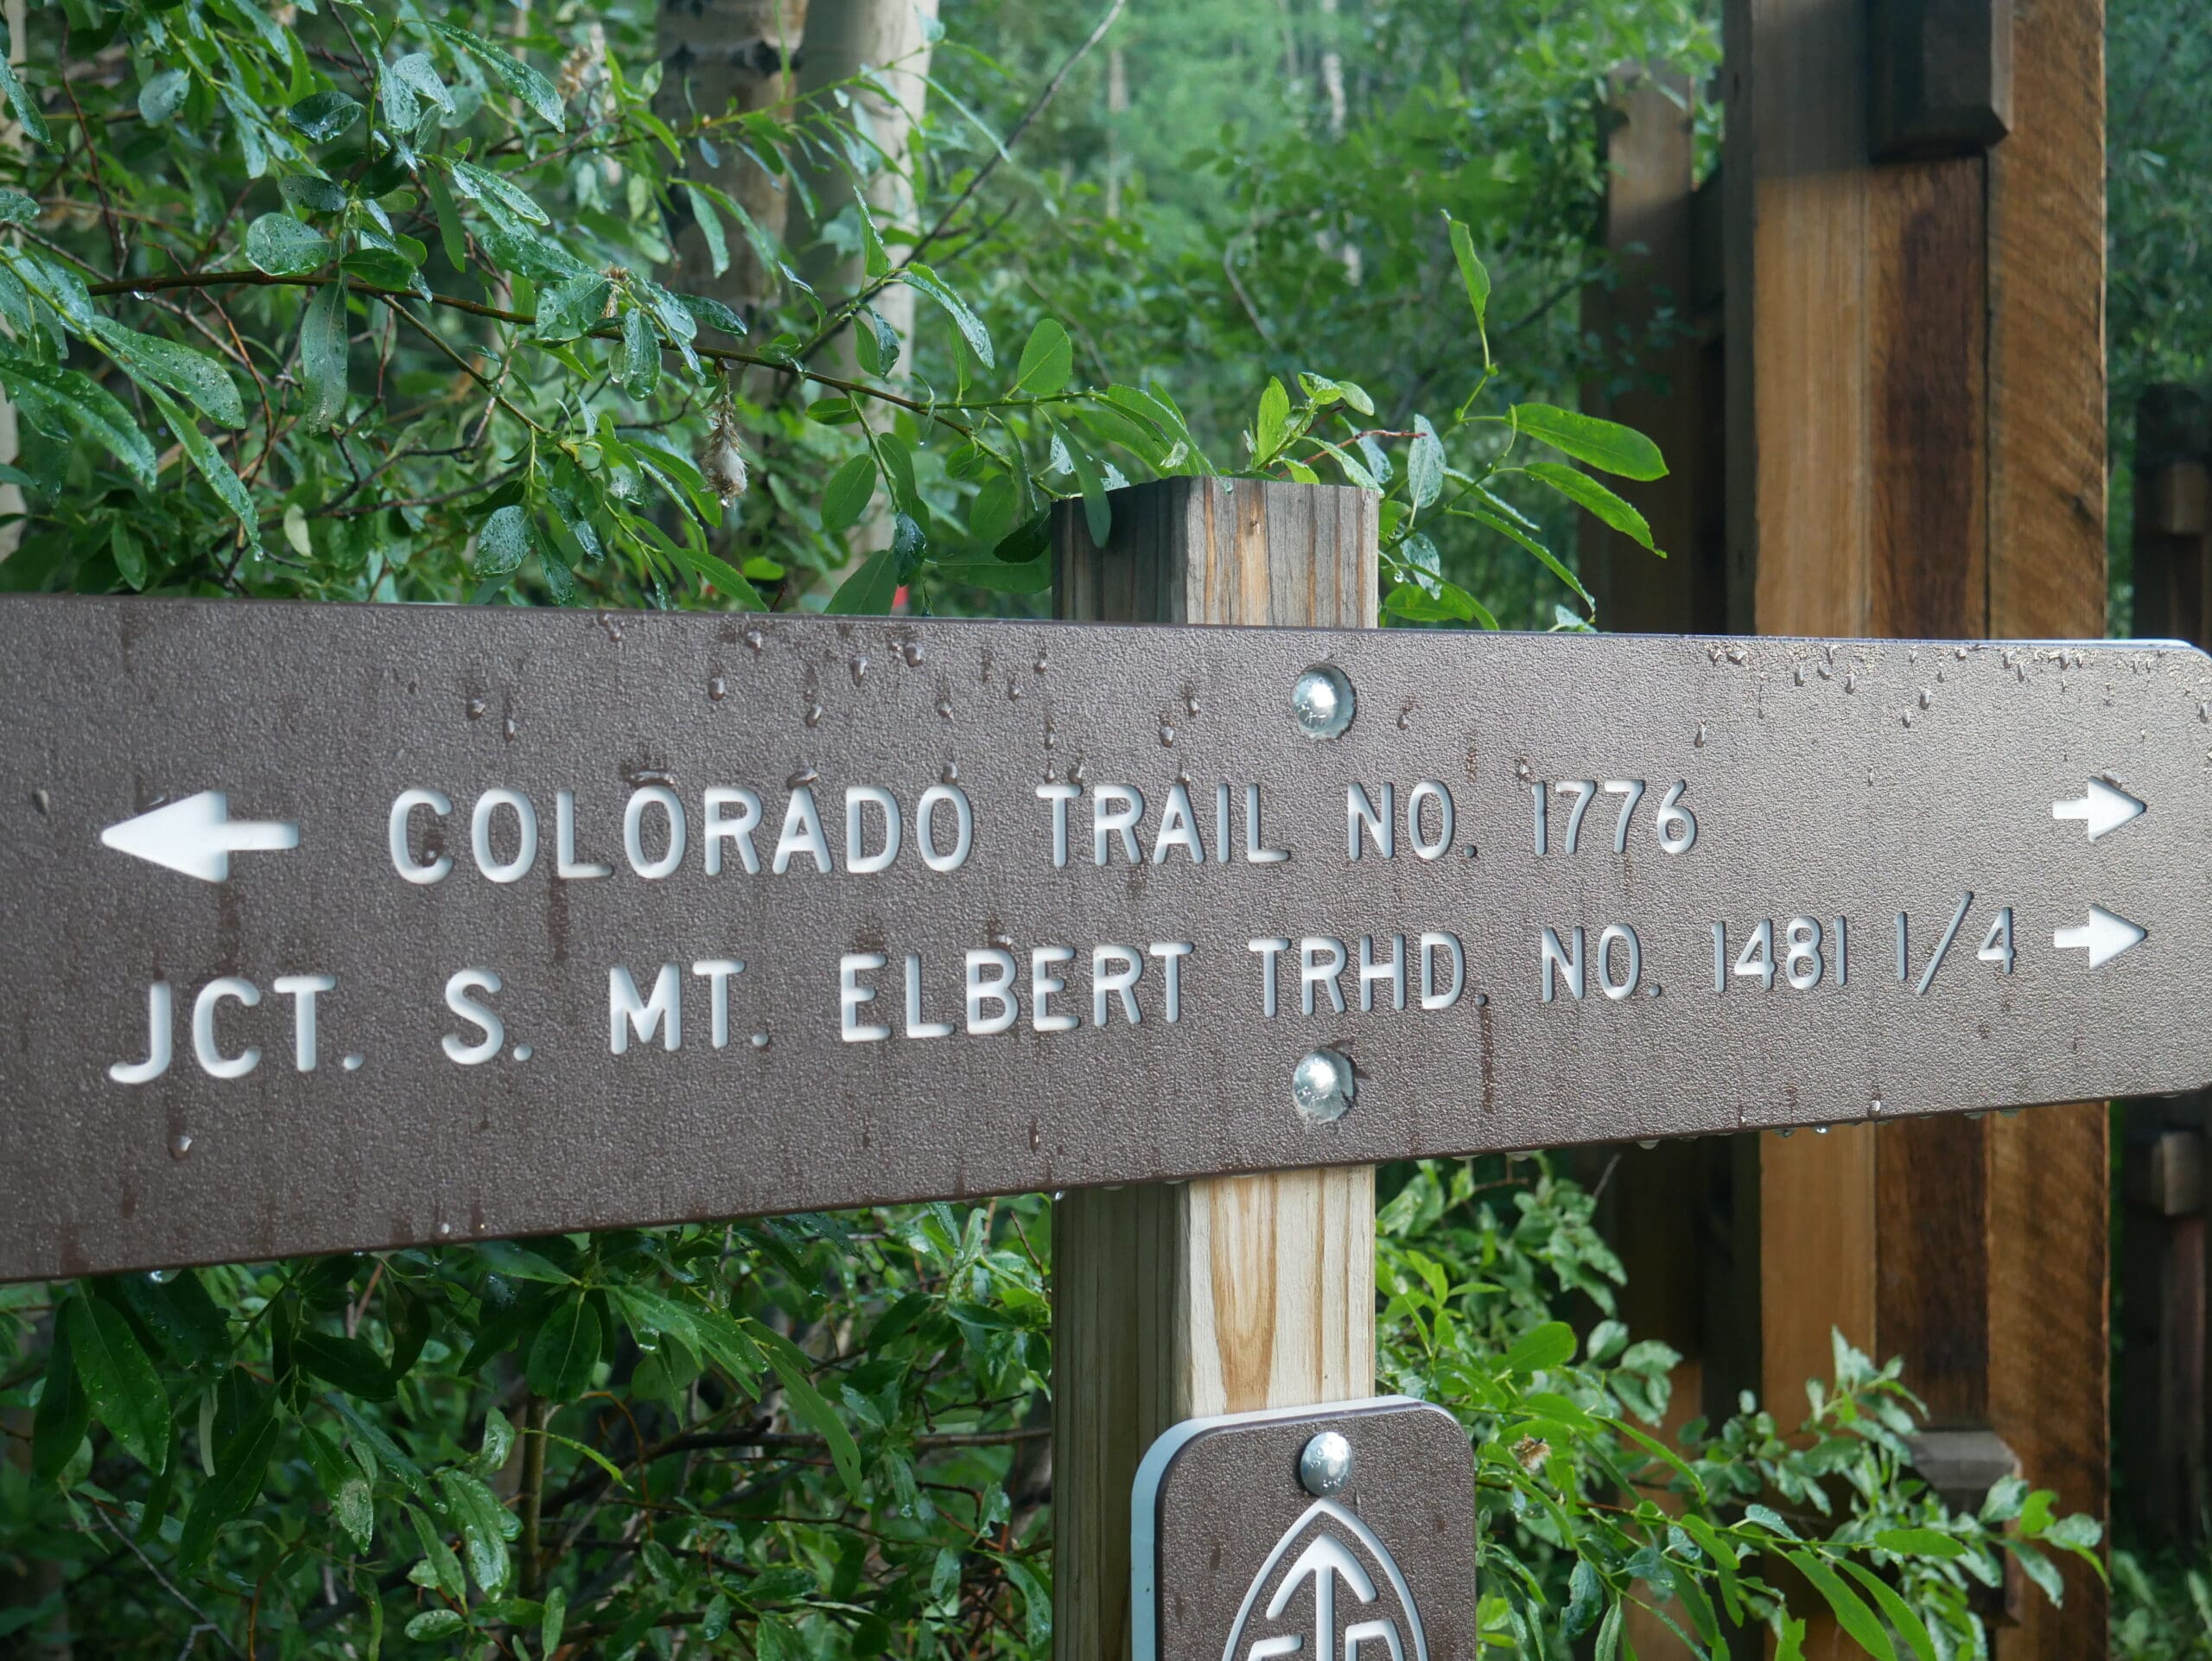 ← COLORADO TRAIL NO. 1776 →
JCT. S. MT. ELBERT TRHD. NO. 1481 1/4 →